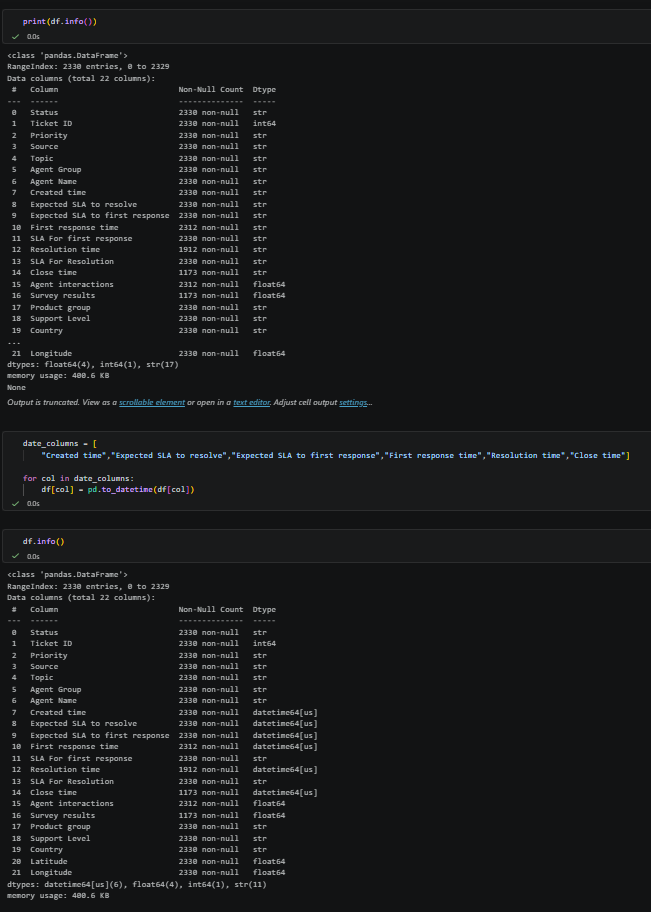 print(df.info())
0.0s
<class 'pandas.DataFrame'>
RangeIndex: 2330 entries, 0 to 2329
Data columns (total 22 columns):
 #   Column                          Non-Null Count  Dtype
---  ------                          --------------  -----
 0   Status                          2330 non-null   str
 1   Ticket ID                       2330 non-null   int64
 2   Priority                        2330 non-null   str
 3   Source                          2330 non-null   str
 4   Topic                           2330 non-null   str
 5   Agent Group                     2330 non-null   str
 6   Agent Name                      2330 non-null   str
 7   Created time                    2330 non-null   str
 8   Expected SLA to resolve         2330 non-null   str
 9   Expected SLA to first response  2330 non-null   str
 10  First response time             2312 non-null   str
 11  SLA For first response          2330 non-null   str
 12  Resolution time                 1912 non-null   str
 13  SLA For Resolution              2330 non-null   str
 14  Close time                      1173 non-null   str
 15  Agent interactions              2312 non-null   float64
 16  Survey results                  1173 non-null   float64
 17  Product group                   2330 non-null   str
 18  Support Level                   2330 non-null   str
 19  Country                         2330 non-null   str
...
 21  Longitude                       2330 non-null   float64
dtypes: float64(4), int64(1), str(17)
memory usage: 400.6 KB
None
Output is truncated. View as a scrollable element or open in a text editor. Adjust cell output settings...
date_columns = [
    "Created time","Expected SLA to resolve","Expected SLA to first response","First response time","Resolution time","Close time"]
for col in date_columns:
    df[col] = pd.to_datetime(df[col])
0.0s
df.info()
0.0s
<class 'pandas.DataFrame'>
RangeIndex: 2330 entries, 0 to 2329
Data columns (total 22 columns):
 #   Column                          Non-Null Count  Dtype
---  ------                          --------------  -----
 0   Status                          2330 non-null   str
 1   Ticket ID                       2330 non-null   int64
 2   Priority                        2330 non-null   str
 3   Source                          2330 non-null   str
 4   Topic                           2330 non-null   str
 5   Agent Group                     2330 non-null   str
 6   Agent Name                      2330 non-null   str
 7   Created time                    2330 non-null   datetime64[us]
 8   Expected SLA to resolve         2330 non-null   datetime64[us]
 9   Expected SLA to first response  2330 non-null   datetime64[us]
 10  First response time             2312 non-null   datetime64[us]
 11  SLA For first response          2330 non-null   str
 12  Resolution time                 1912 non-null   datetime64[us]
 13  SLA For Resolution              2330 non-null   str
 14  Close time                      1173 non-null   datetime64[us]
 15  Agent interactions              2312 non-null   float64
 16  Survey results                  1173 non-null   float64
 17  Product group                   2330 non-null   str
 18  Support Level                   2330 non-null   str
 19  Country                         2330 non-null   str
 20  Latitude                        2330 non-null   float64
 21  Longitude                       2330 non-null   float64
dtypes: datetime64[us](6), float64(4), int64(1), str(11)
memory usage: 400.6 KB